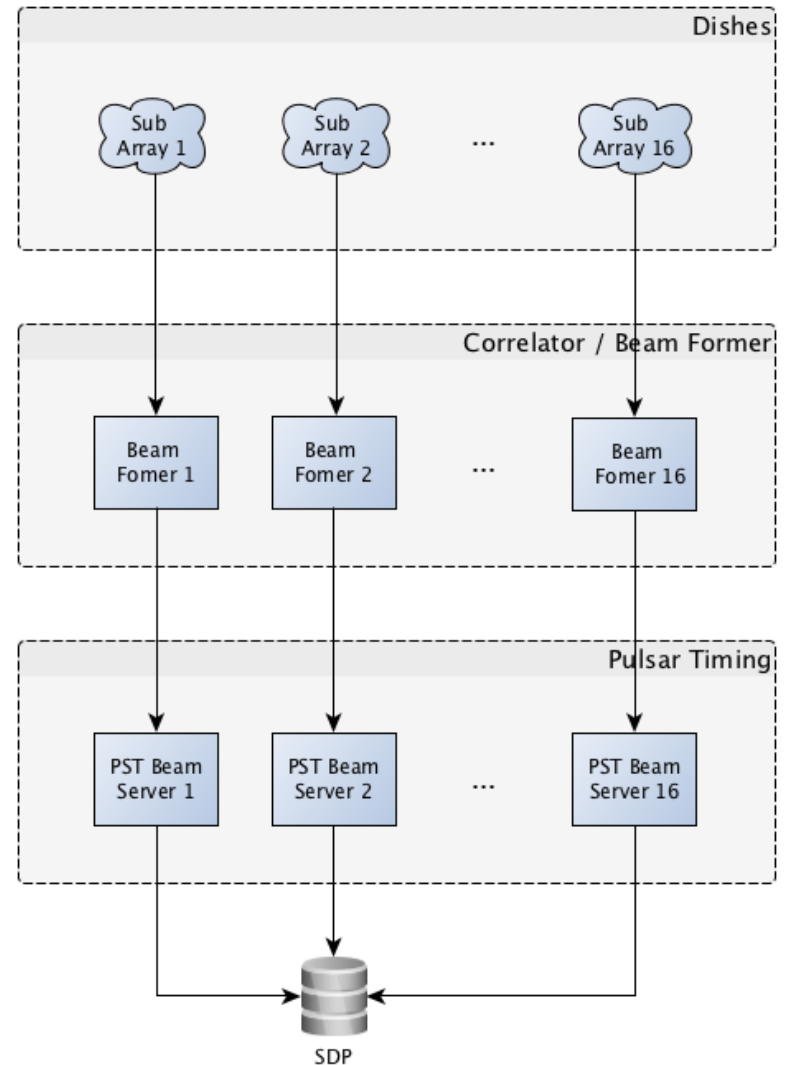 Dishes
Sub
Array 1
Sub
Array 2
...
Sub
Array 16
Correlator / Beam Former
Beam
Fomer 1
Beam
Fomer 2
...
Beam
Fomer 16
Pulsar Timing
PST Beam
Server 1
PST Beam
Server 2
...
PST Beam
Server 16
SDP